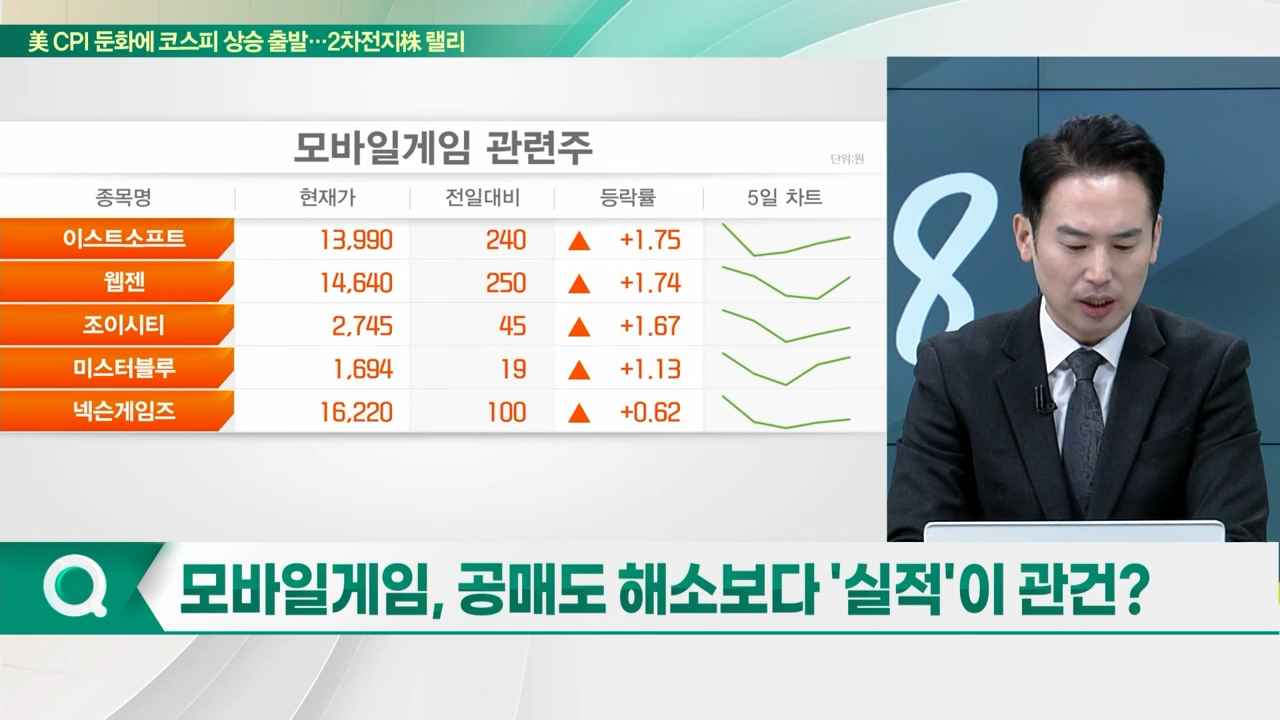 美 CPI 둔화에 코스피 상승 출발…2차전지株 랠리
모바일게임 관련주
단위:원
종목명 현재가 전일대비 등락률 5일 차트
이스트소프트 13,990 240 ▲ +1.75
웹젠 14,640 250 ▲ +1.74
조이시티 2,745 45 ▲ +1.67
미스터블루 1,694 19 ▲ +1.13
넥슨게임즈 16,220 100 ▲ +0.62
8
Q 모바일게임, 공매도 해소보다 '실적'이 관건?